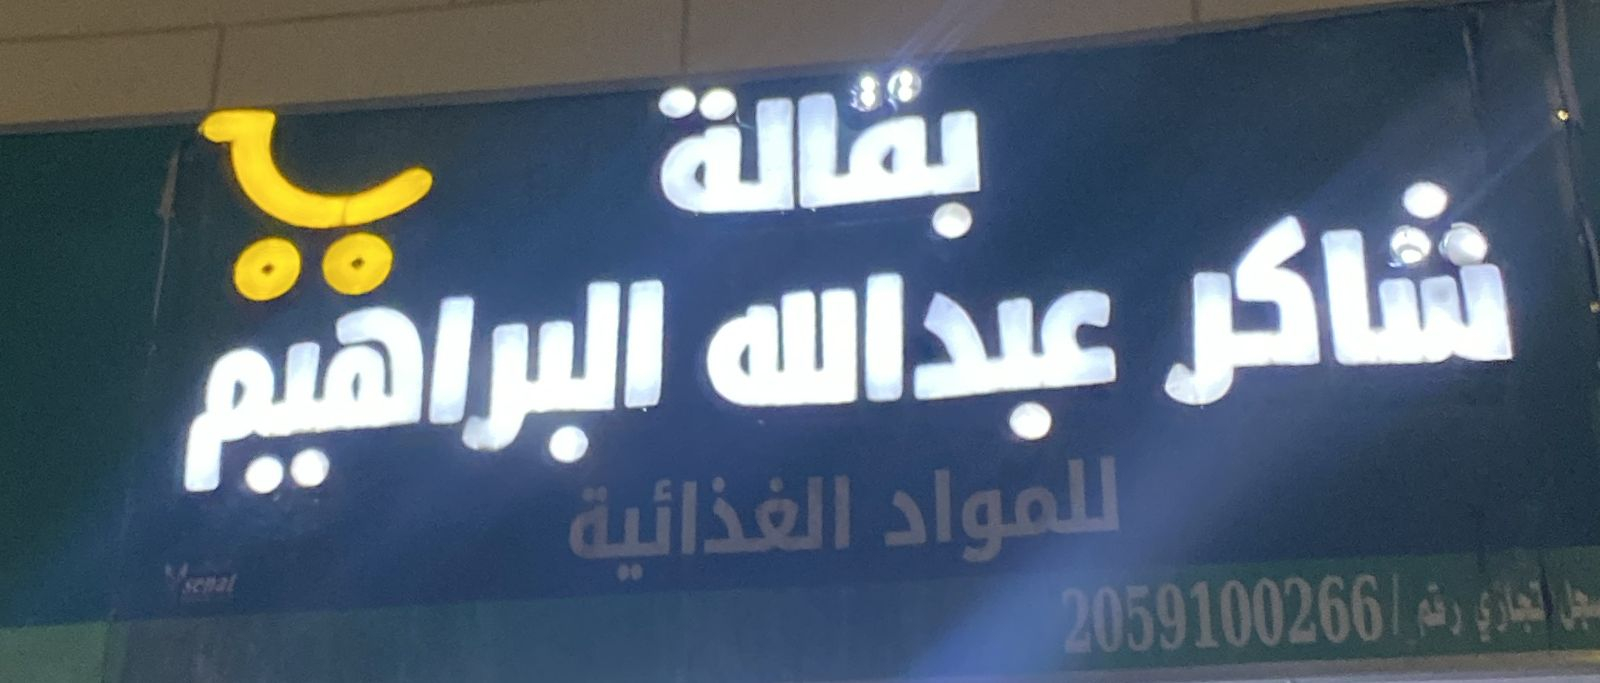 بقالة
شاكر عبدالله البراهيم
للمواد الغذائية
سجل تجاري رقم / 2059100266